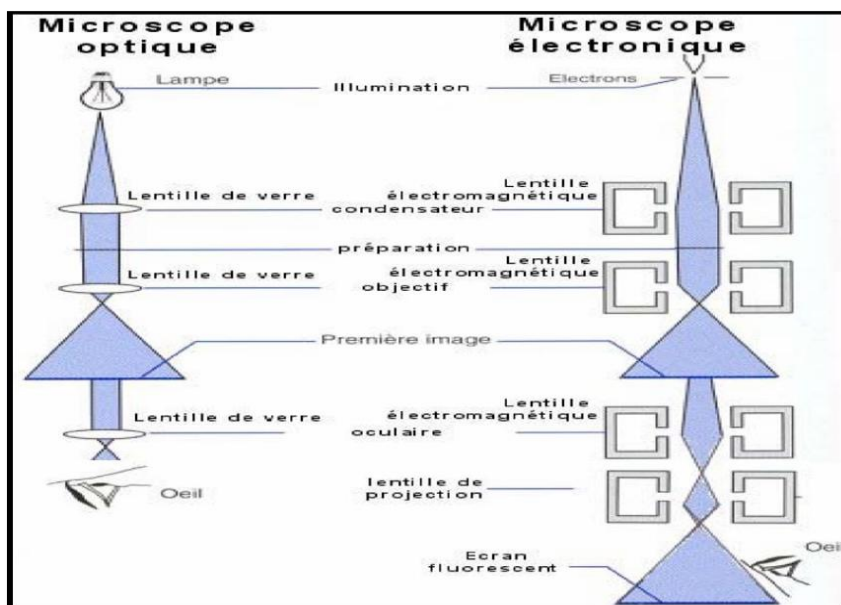 Microscope
optique
Microscope
électronique
Lampe
Illumination
Electrons
Lentille de verre
Lentille
électromagnétique
condensateur
préparation
Lentille de verre
Lentille
électromagnétique
objectif
Première image
Lentille de verre
Lentille
électromagnétique
oculaire
Oeil
lentille de
projection
Ecran
fluorescent
Oeil